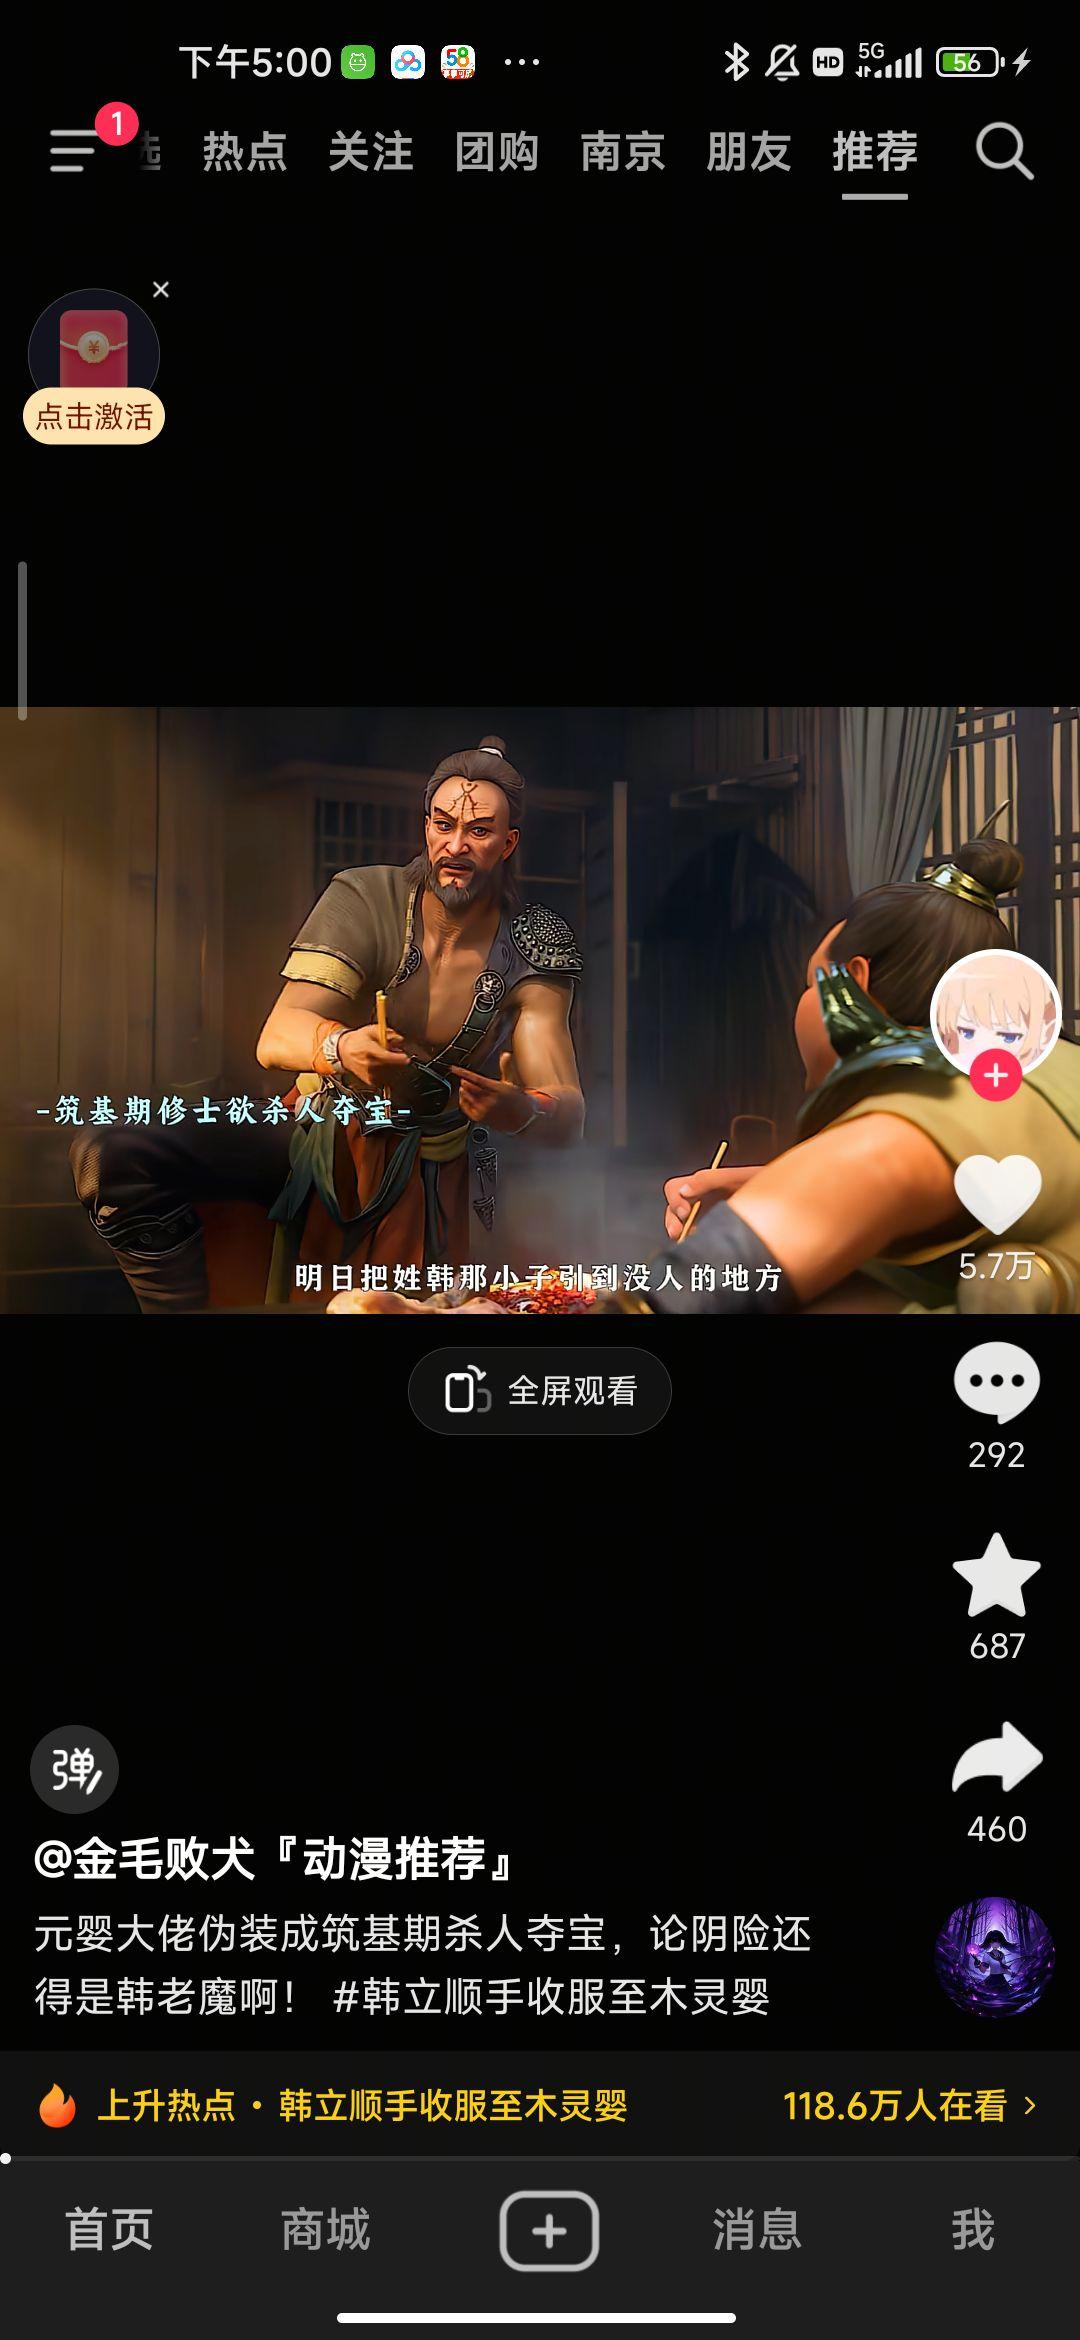 下午5:00
58
HD
5G
56
1
选 热点 关注 团购 南京 朋友 推荐
点击激活
-筑基期修士欲杀人夺宝-
明日把姓韩那小子引到没人的地方
5.7万
全屏观看
292
687
460
弹
@金毛败犬『动漫推荐』
元婴大佬伪装成筑基期杀人夺宝，论阴险还
得是韩老魔啊！ #韩立顺手收服至木灵婴
上升热点·韩立顺手收服至木灵婴 118.6万人在看
首页 商城 消息 我